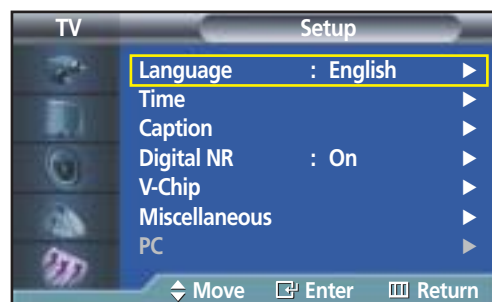 TV Setup
Language : English
Time
Caption
Digital NR : On
V-Chip
Miscellaneous
PC
Move Enter Return